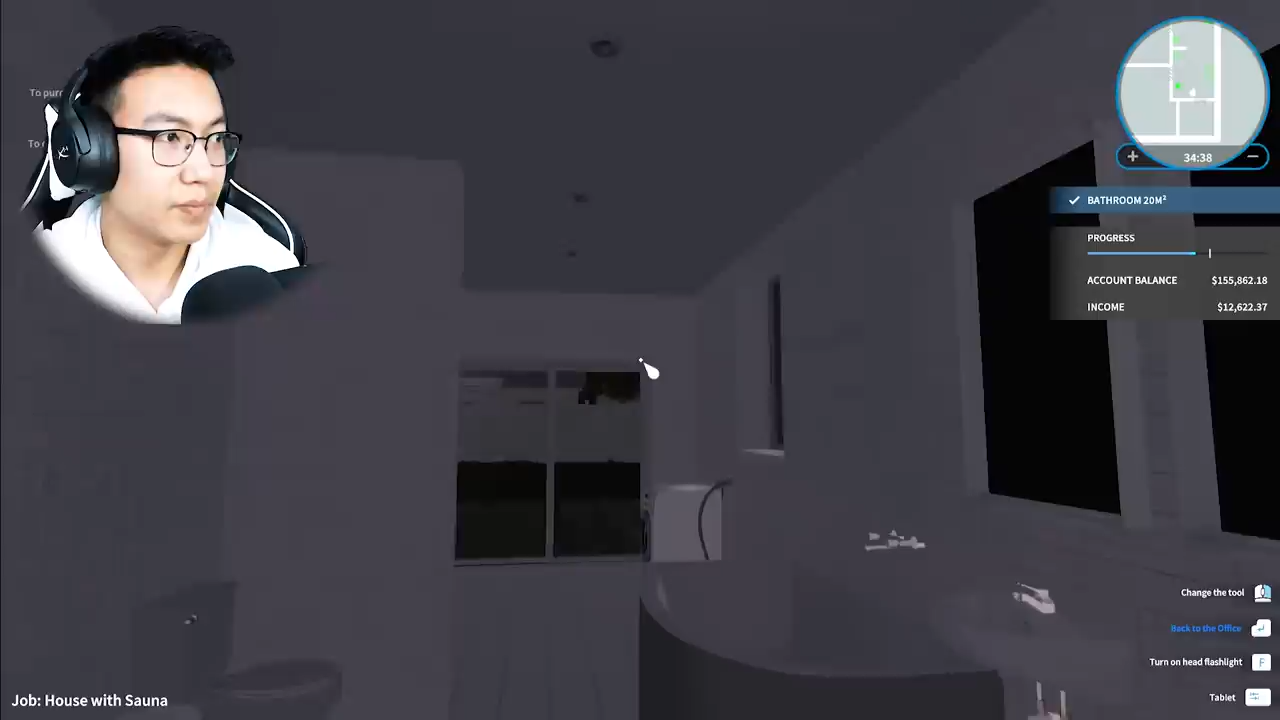 To purc
To
34:38
BATHROOM 20M²
PROGRESS
ACCOUNT BALANCE $155,862.18
INCOME $12,622.37
Change the tool
Back to the Office
Turn on head flashlight F
Tablet
Job: House with Sauna